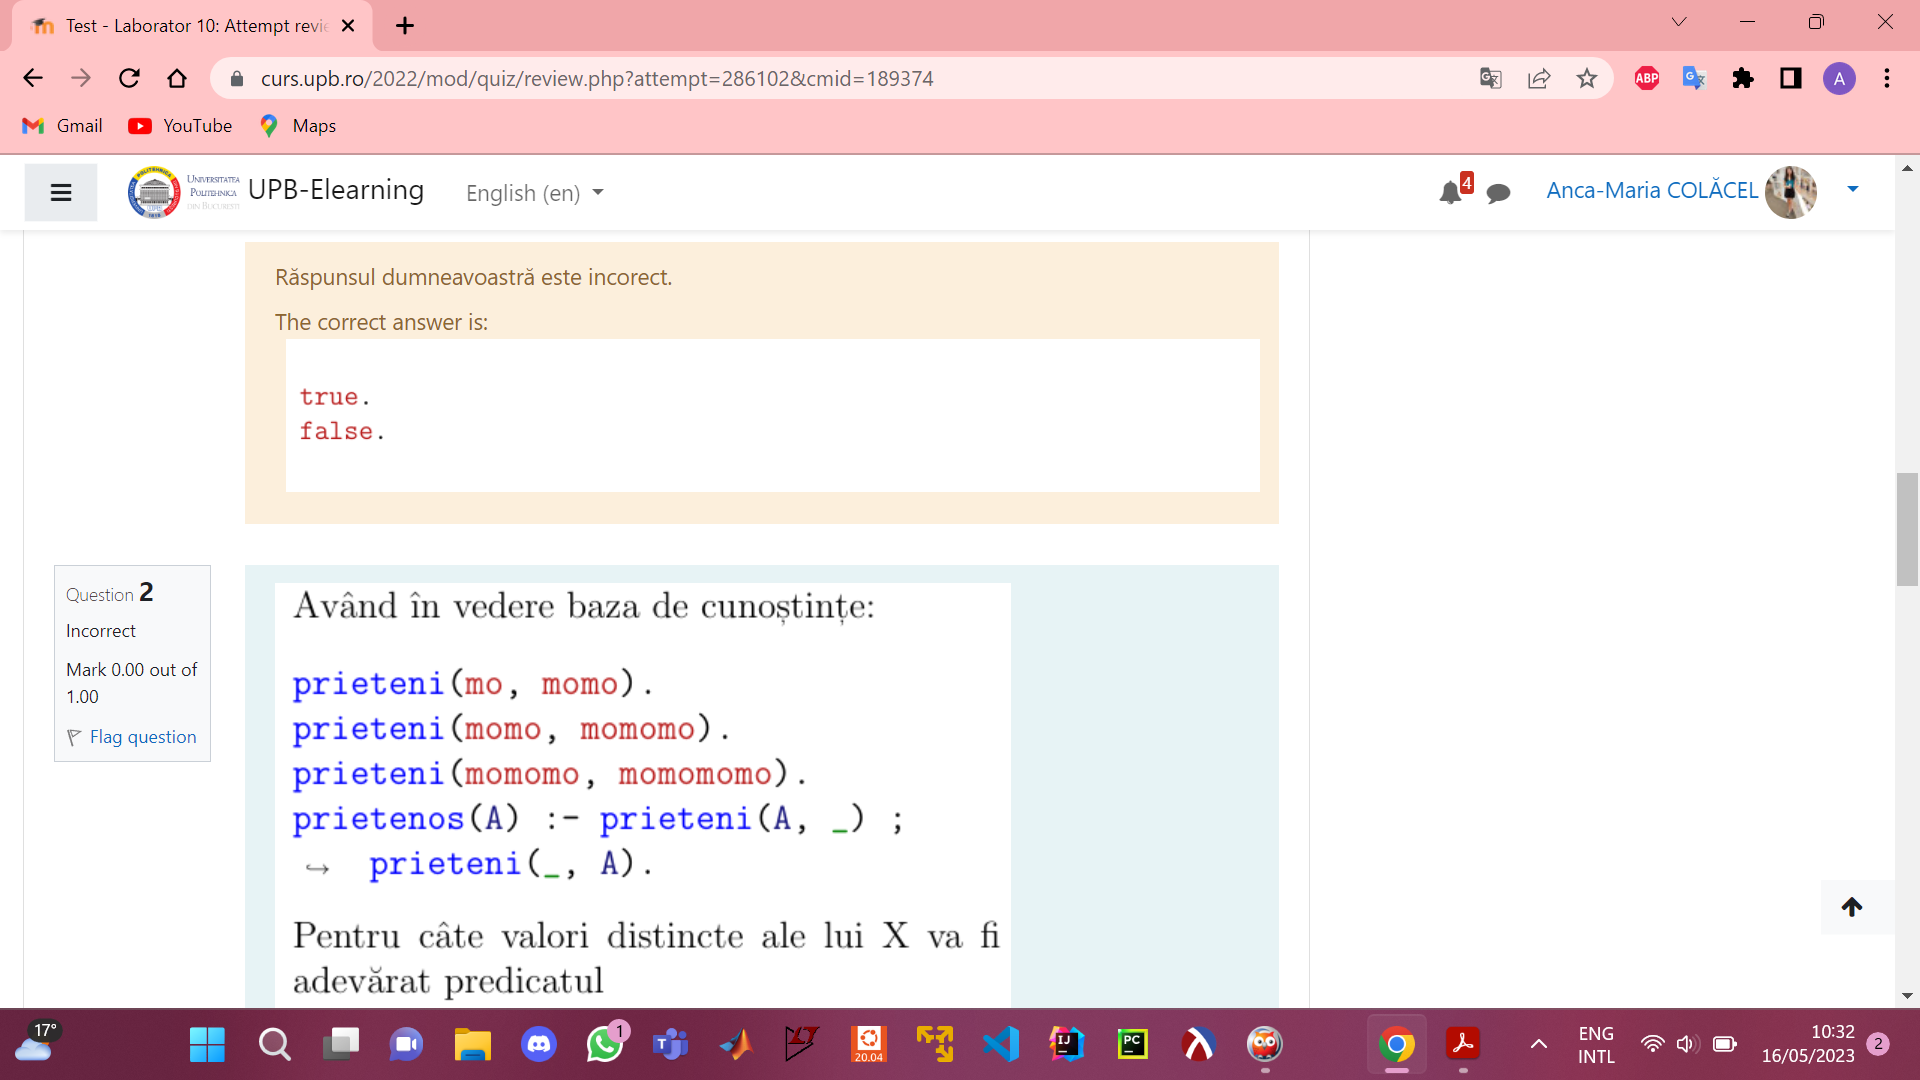 Test - Laborator 10: Attempt revie
curs.upb.ro/2022/mod/quiz/review.php?attempt=286102&cmid=189374
ABP
A
Gmail
YouTube
Maps
UNIVERSITATEA
POLITEHNICA
DIN BUCUREȘTI
UPB-Elearning
English (en)
4
Anca-Maria COLĂCEL
Răspunsul dumneavoastră este incorect.
The correct answer is:
true.
false.
Question 2
Incorrect
Mark 0.00 out of
1.00
Flag question
Având în vedere baza de cunoștințe:
prieteni(mo, momo).
prieteni(momo, momomo).
prieteni(momomo, momomomo).
prietenos(A) :- prieteni(A, _) ;
↪ prieteni(_, A).
Pentru câte valori distincte ale lui X va fi
adevărat predicatul
17°
1
20.04
IJ
PC
ENG
INTL
10:32
16/05/2023
2